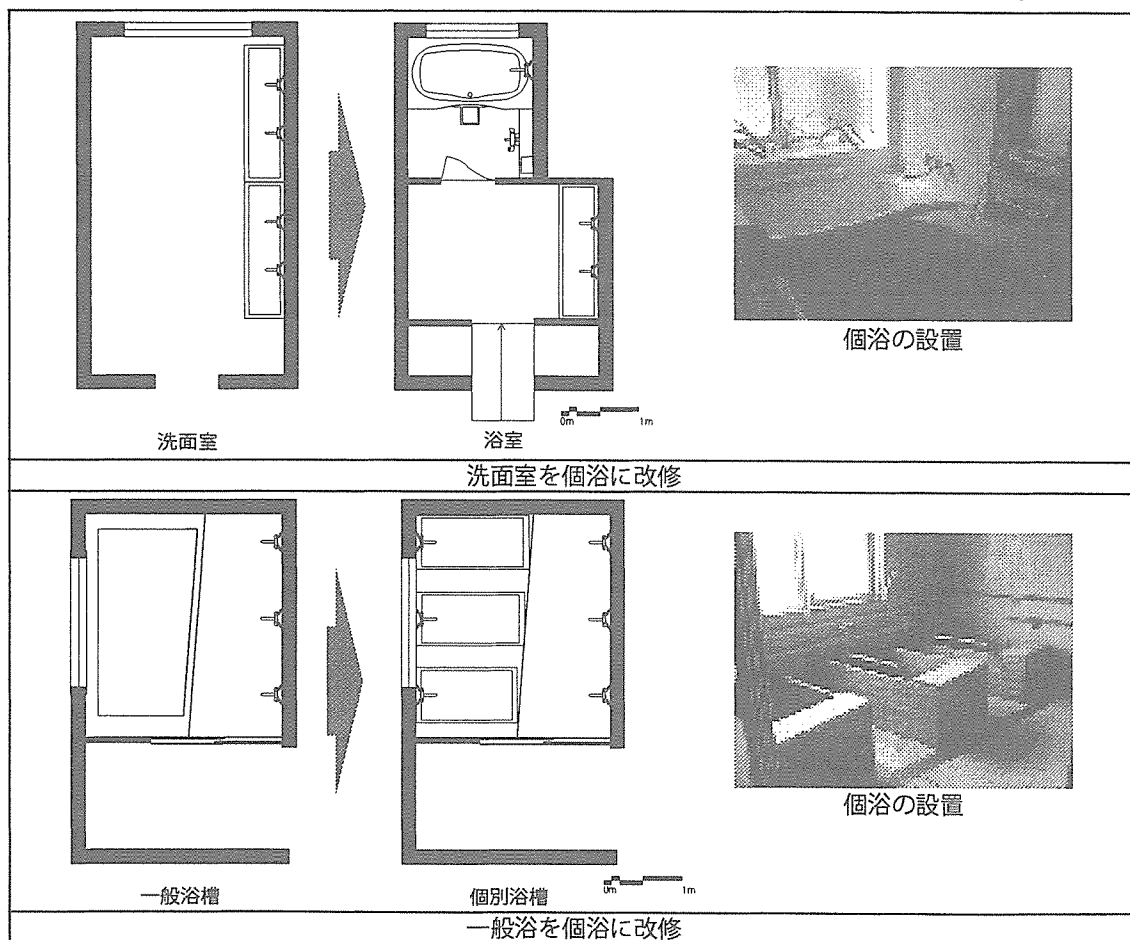 個浴の設置
0m 1m
洗面室 浴室
洗面室を個浴に改修
個浴の設置
0m 1m
一般浴槽 個別浴槽
一般浴を個浴に改修